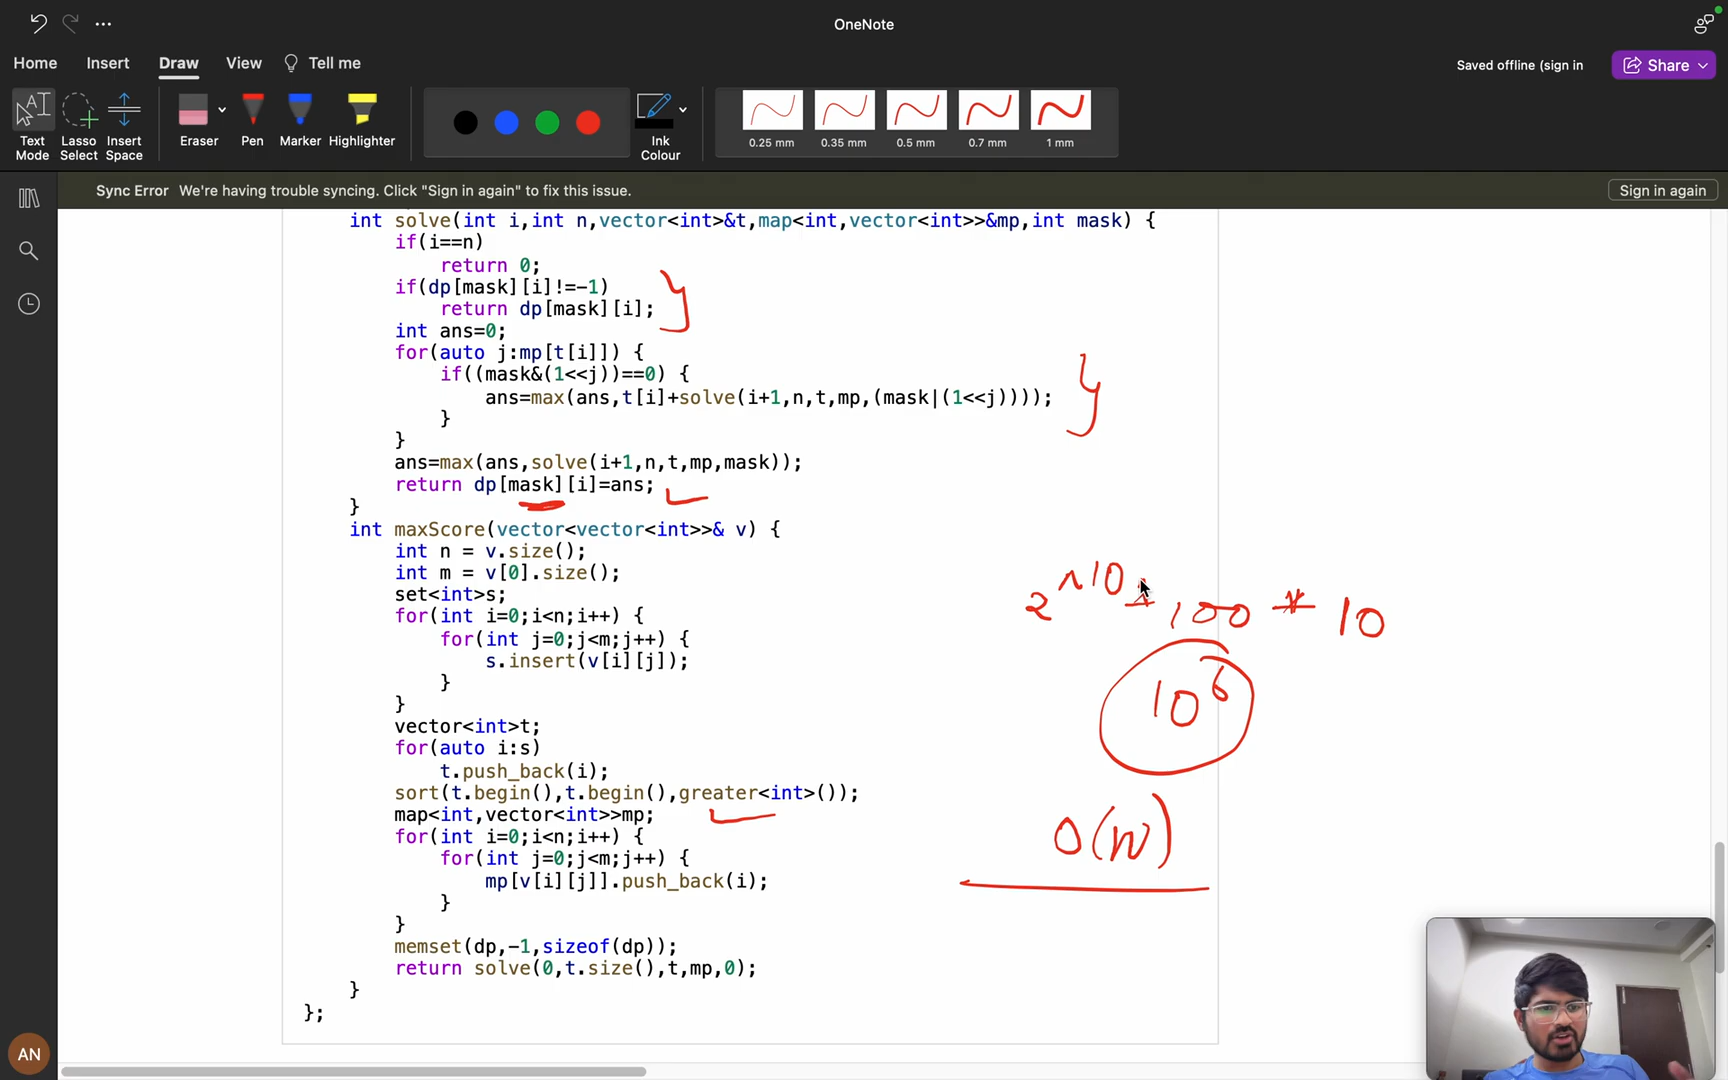 OneNote
Home Insert Draw View Tell me
Saved offline (sign in
Share
Text Mode
Lasso Select
Insert Space
Eraser
Pen
Marker
Highlighter
Ink Colour
0.25 mm
0.35 mm
0.5 mm
0.7 mm
1 mm
Sync Error We're having trouble syncing. Click "Sign in again" to fix this issue.
Sign in again
int solve(int i,int n,vector<int>&t,map<int,vector<int>>&mp,int mask) {
if(i==n)
return 0;
if(dp[mask][i]!=-1)
return dp[mask][i];
int ans=0;
for(auto j:mp[t[i]]) {
if((mask&(1<<j))==0) {
ans=max(ans,t[i]+solve(i+1,n,t,mp,(mask|(1<<j))));
}
}
ans=max(ans,solve(i+1,n,t,mp,mask));
return dp[mask][i]=ans;
}
int maxScore(vector<vector<int>>& v) {
int n = v.size();
int m = v[0].size();
set<int>s;
for(int i=0;i<n;i++) {
for(int j=0;j<m;j++) {
s.insert(v[i][j]);
}
}
vector<int>t;
for(auto i:s)
t.push_back(i);
sort(t.begin(),t.begin(),greater<int>());
map<int,vector<int>>mp;
for(int i=0;i<n;i++) {
for(int j=0;j<m;j++) {
mp[v[i][j]].push_back(i);
}
}
memset(dp,-1,sizeof(dp));
return solve(0,t.size(),t,mp,0);
}
};
2^10 * 100 * 10
10^6
O(N)
AN